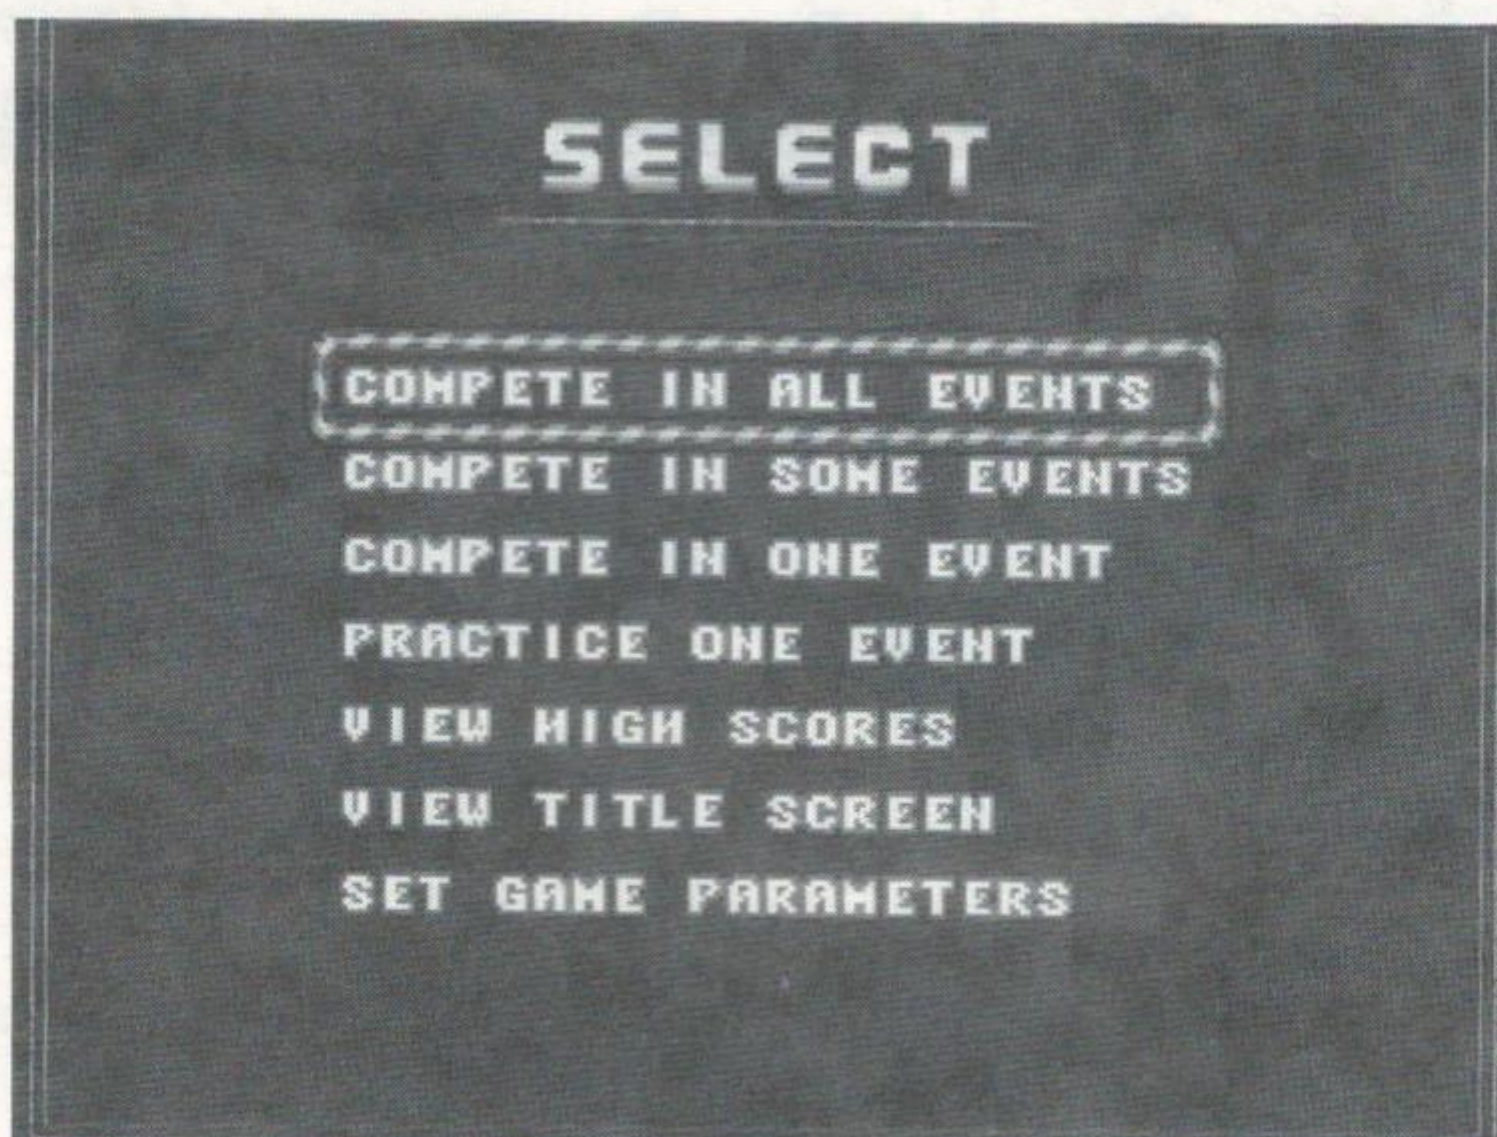 SELECT
COMPETE IN ALL EVENTS
COMPETE IN SOME EVENTS
COMPETE IN ONE EVENT
PRACTICE ONE EVENT
VIEW HIGH SCORES
VIEW TITLE SCREEN
SET GAME PARAMETERS